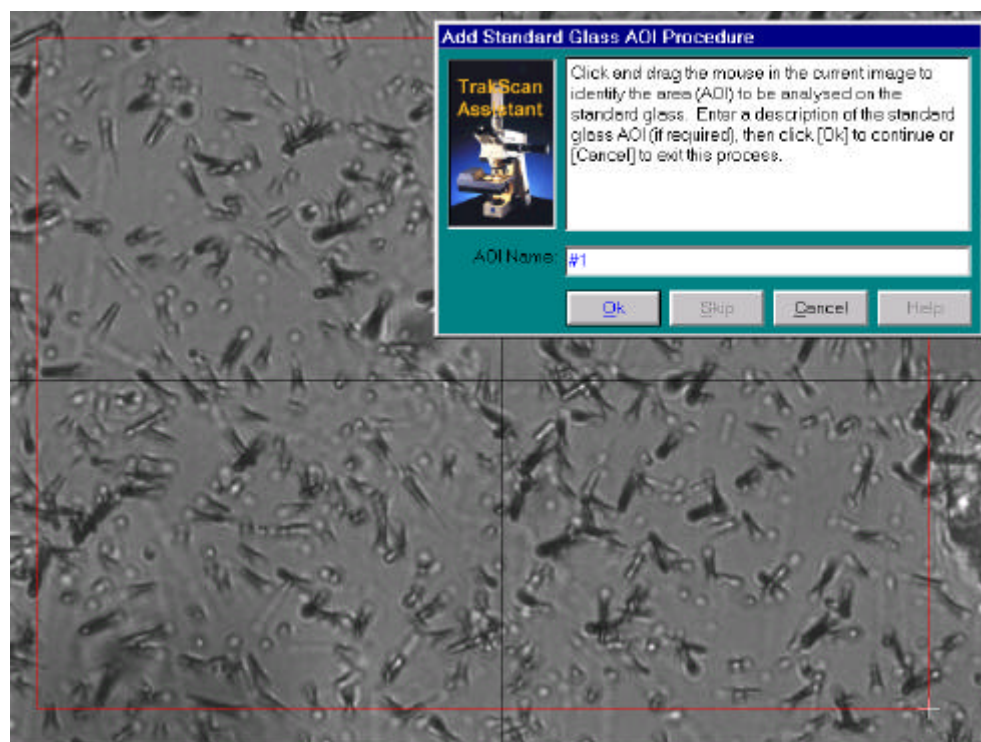 Add Standard Glass AOI Procedure
TrakScan
Assistant
Click and drag the mouse in the current image to
identify the area (AOI) to be analysed on the
standard glass. Enter a description of the standard
glass AOI (if required), then click [Ok] to continue or
[Cancel] to exit this process.
AOI Name:
#1
Ok
Skip
Cancel
Help